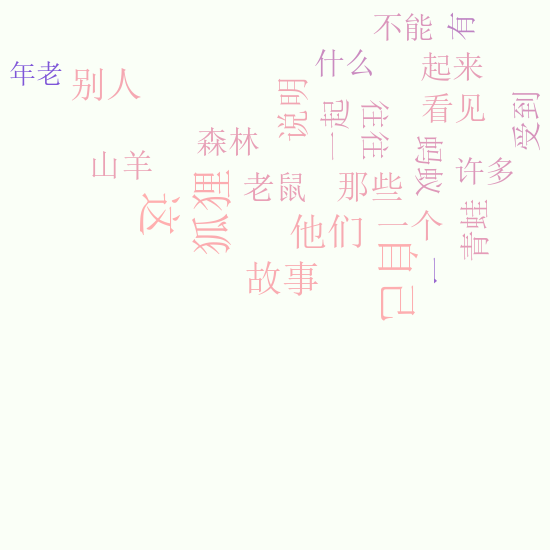 不能
有
什么
起来
年老
别人
说明
一起
往往
看见
受到
森林
蚂蚁
山羊
老鼠
那些
许多
这
狐狸
他们
一个
青蛙
自己
故事
一